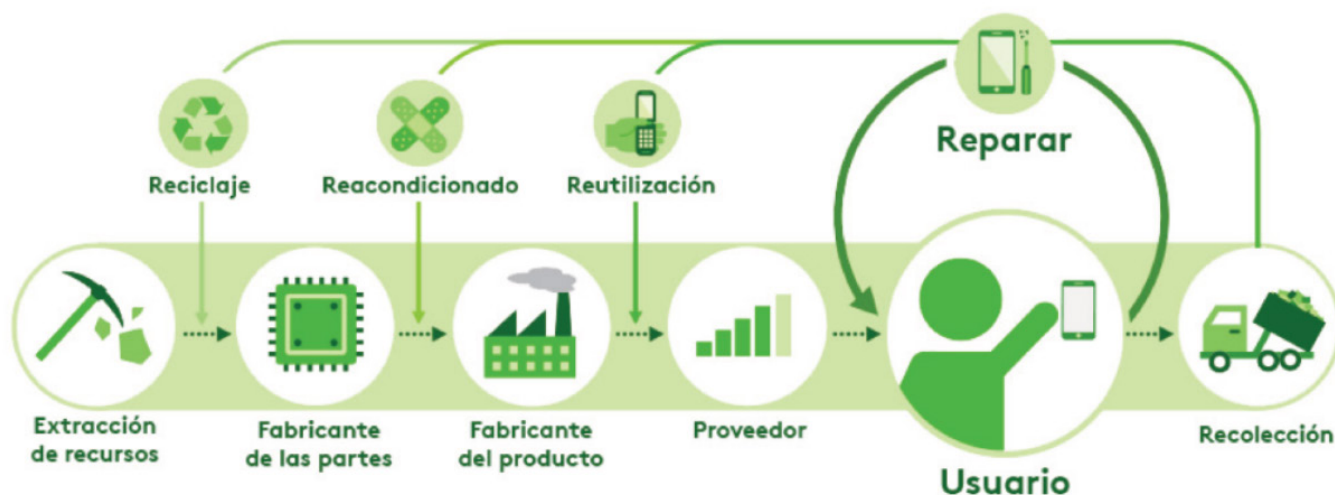 Reparar
Reciclaje
Reacondicionado
Reutilización
Extracción
de recursos
Fabricante
de las partes
Fabricante
del producto
Proveedor
Usuario
Recolección